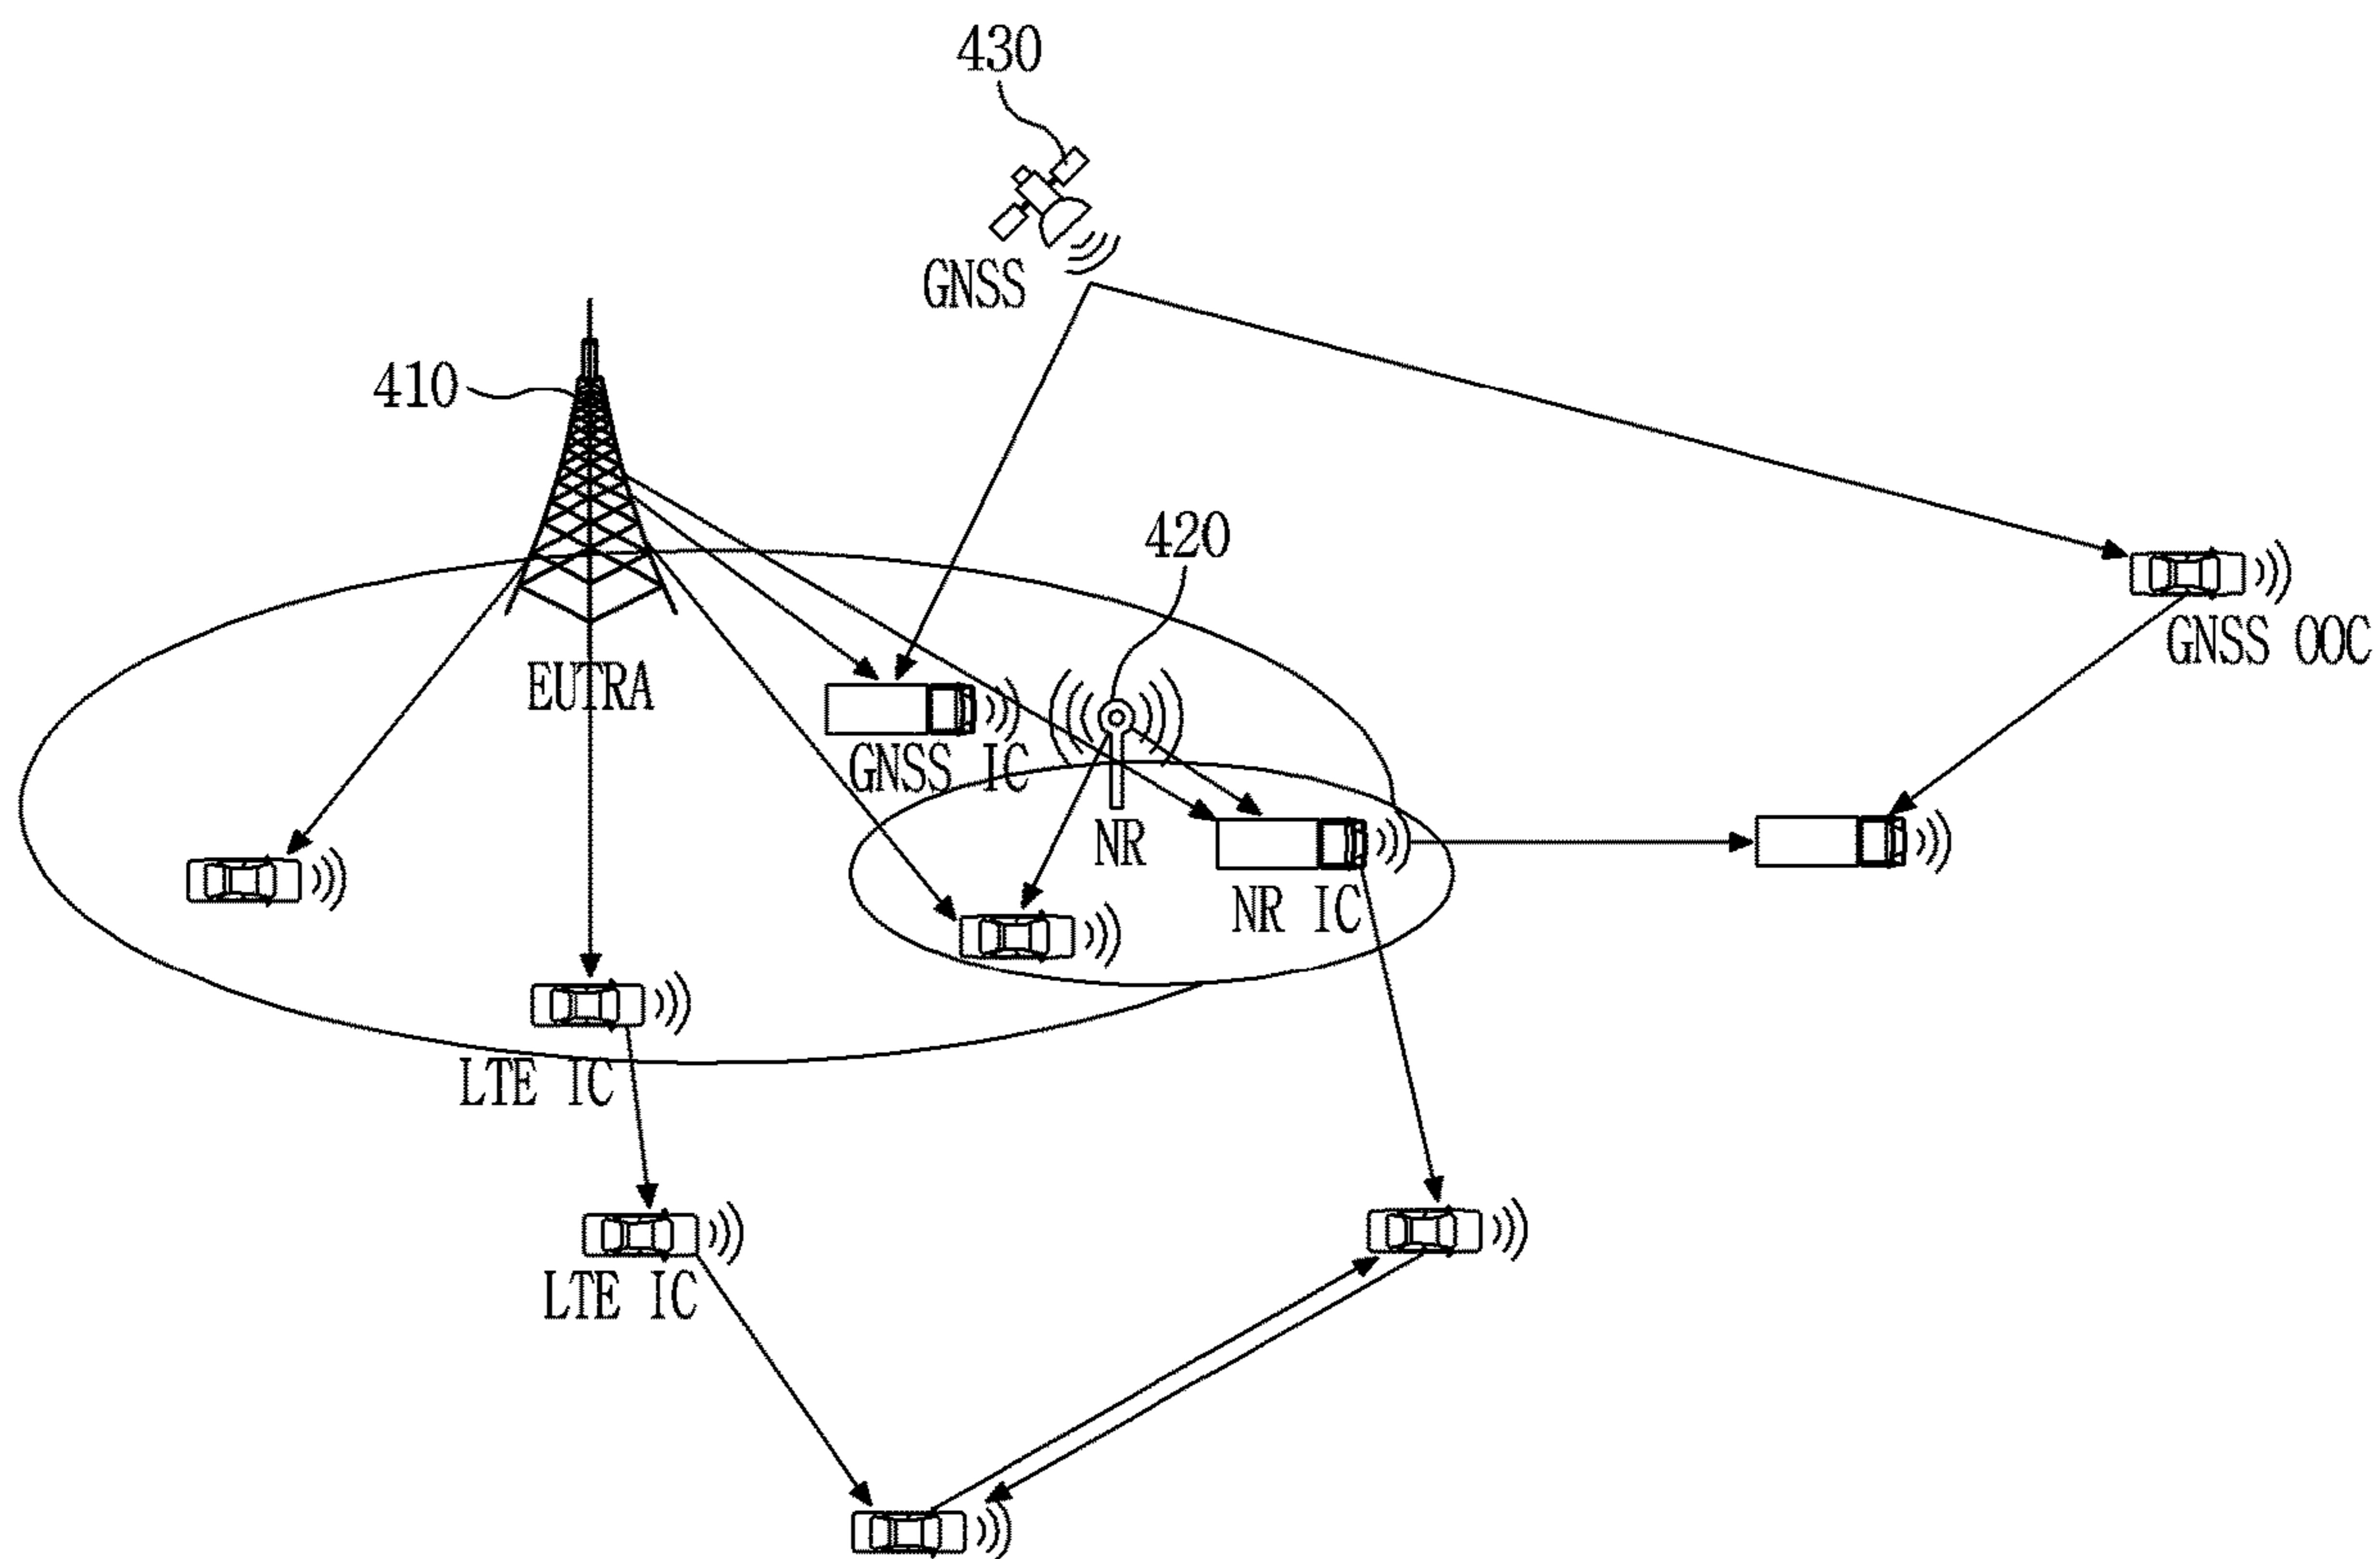 430
GNSS
410
420
GNSS OOC
EUTRA
GNSS IC
NR
NR IC
LTE IC
LTE IC